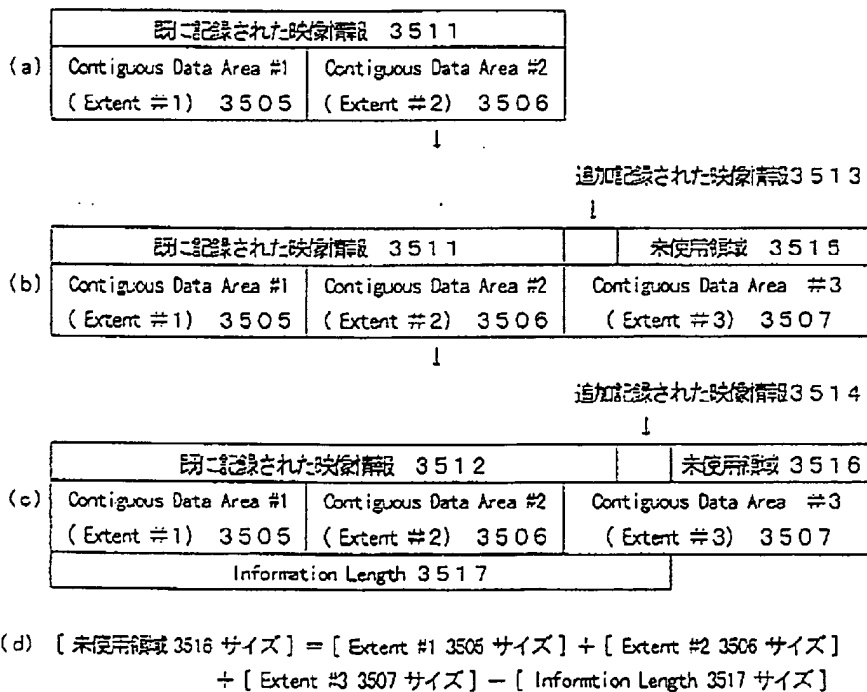 既に記録された映像情報 3511
(a) Contiguous Data Area #1 Contiguous Data Area #2
(Extent #1) 3505 (Extent #2) 3506
↓
追加記録された映像情報3513
↓
既に記録された映像情報 3511 未使用領域 3515
(b) Contiguous Data Area #1 Contiguous Data Area #2 Contiguous Data Area #3
(Extent #1) 3505 (Extent #2) 3506 (Extent #3) 3507
↓
追加記録された映像情報3514
↓
既に記録された映像情報 3512 未使用領域 3516
(c) Contiguous Data Area #1 Contiguous Data Area #2 Contiguous Data Area #3
(Extent #1) 3505 (Extent #2) 3506 (Extent #3) 3507
Information Length 3517
(d) [未使用領域 3516 サイズ] = [Extent #1 3505 サイズ] + [Extent #2 3506 サイズ]
+ [Extent #3 3507 サイズ] − [Informtion Length 3517 サイズ]